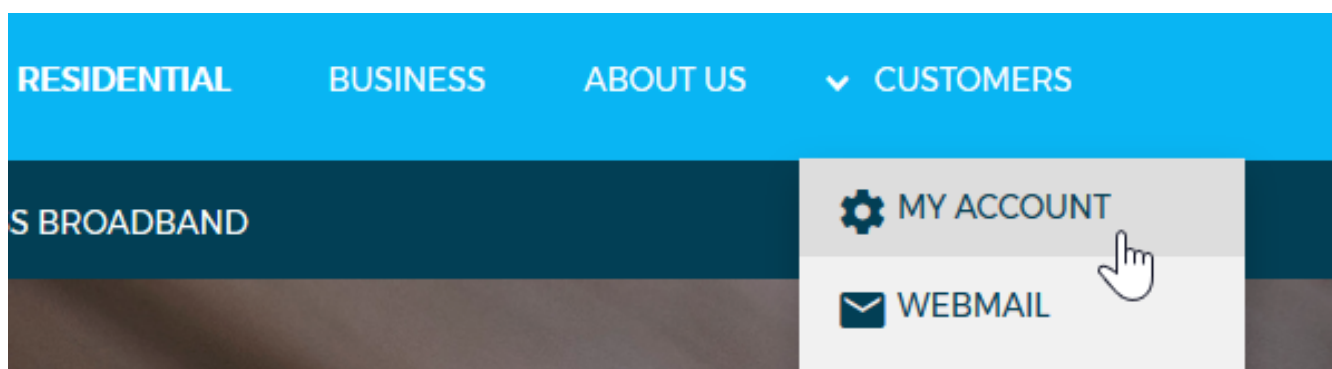 RESIDENTIAL BUSINESS ABOUT US CUSTOMERS
MY ACCOUNT
S BROADBAND
WEBMAIL